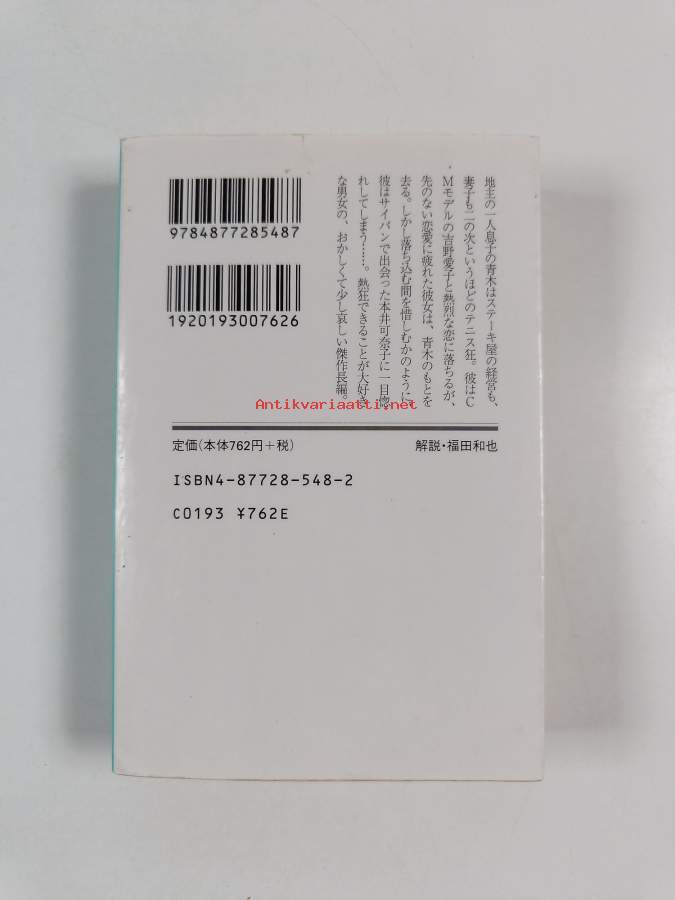 地主の一人息子の青木はステーキ屋の経営も、
妻子も二の次というほどのテニス狂。彼はC
Mモデルの吉野愛子と熱烈な恋に落ちるが、
先のない恋愛に疲れた彼女は、青木のもとを
去る。しかし落ち込む間を惜しむかのように、
彼はサイパンで出会った本井可奈子に一目惚
れしてしまう……。熱狂できることが大好き
な男女の、おかしくて少し哀しい傑作長編。
9784877285487
1920193007626
Antikvariaatti.net
定価(本体762円+税)
解説・福田和也
ISBN4-87728-548-2
C0193 ¥762E